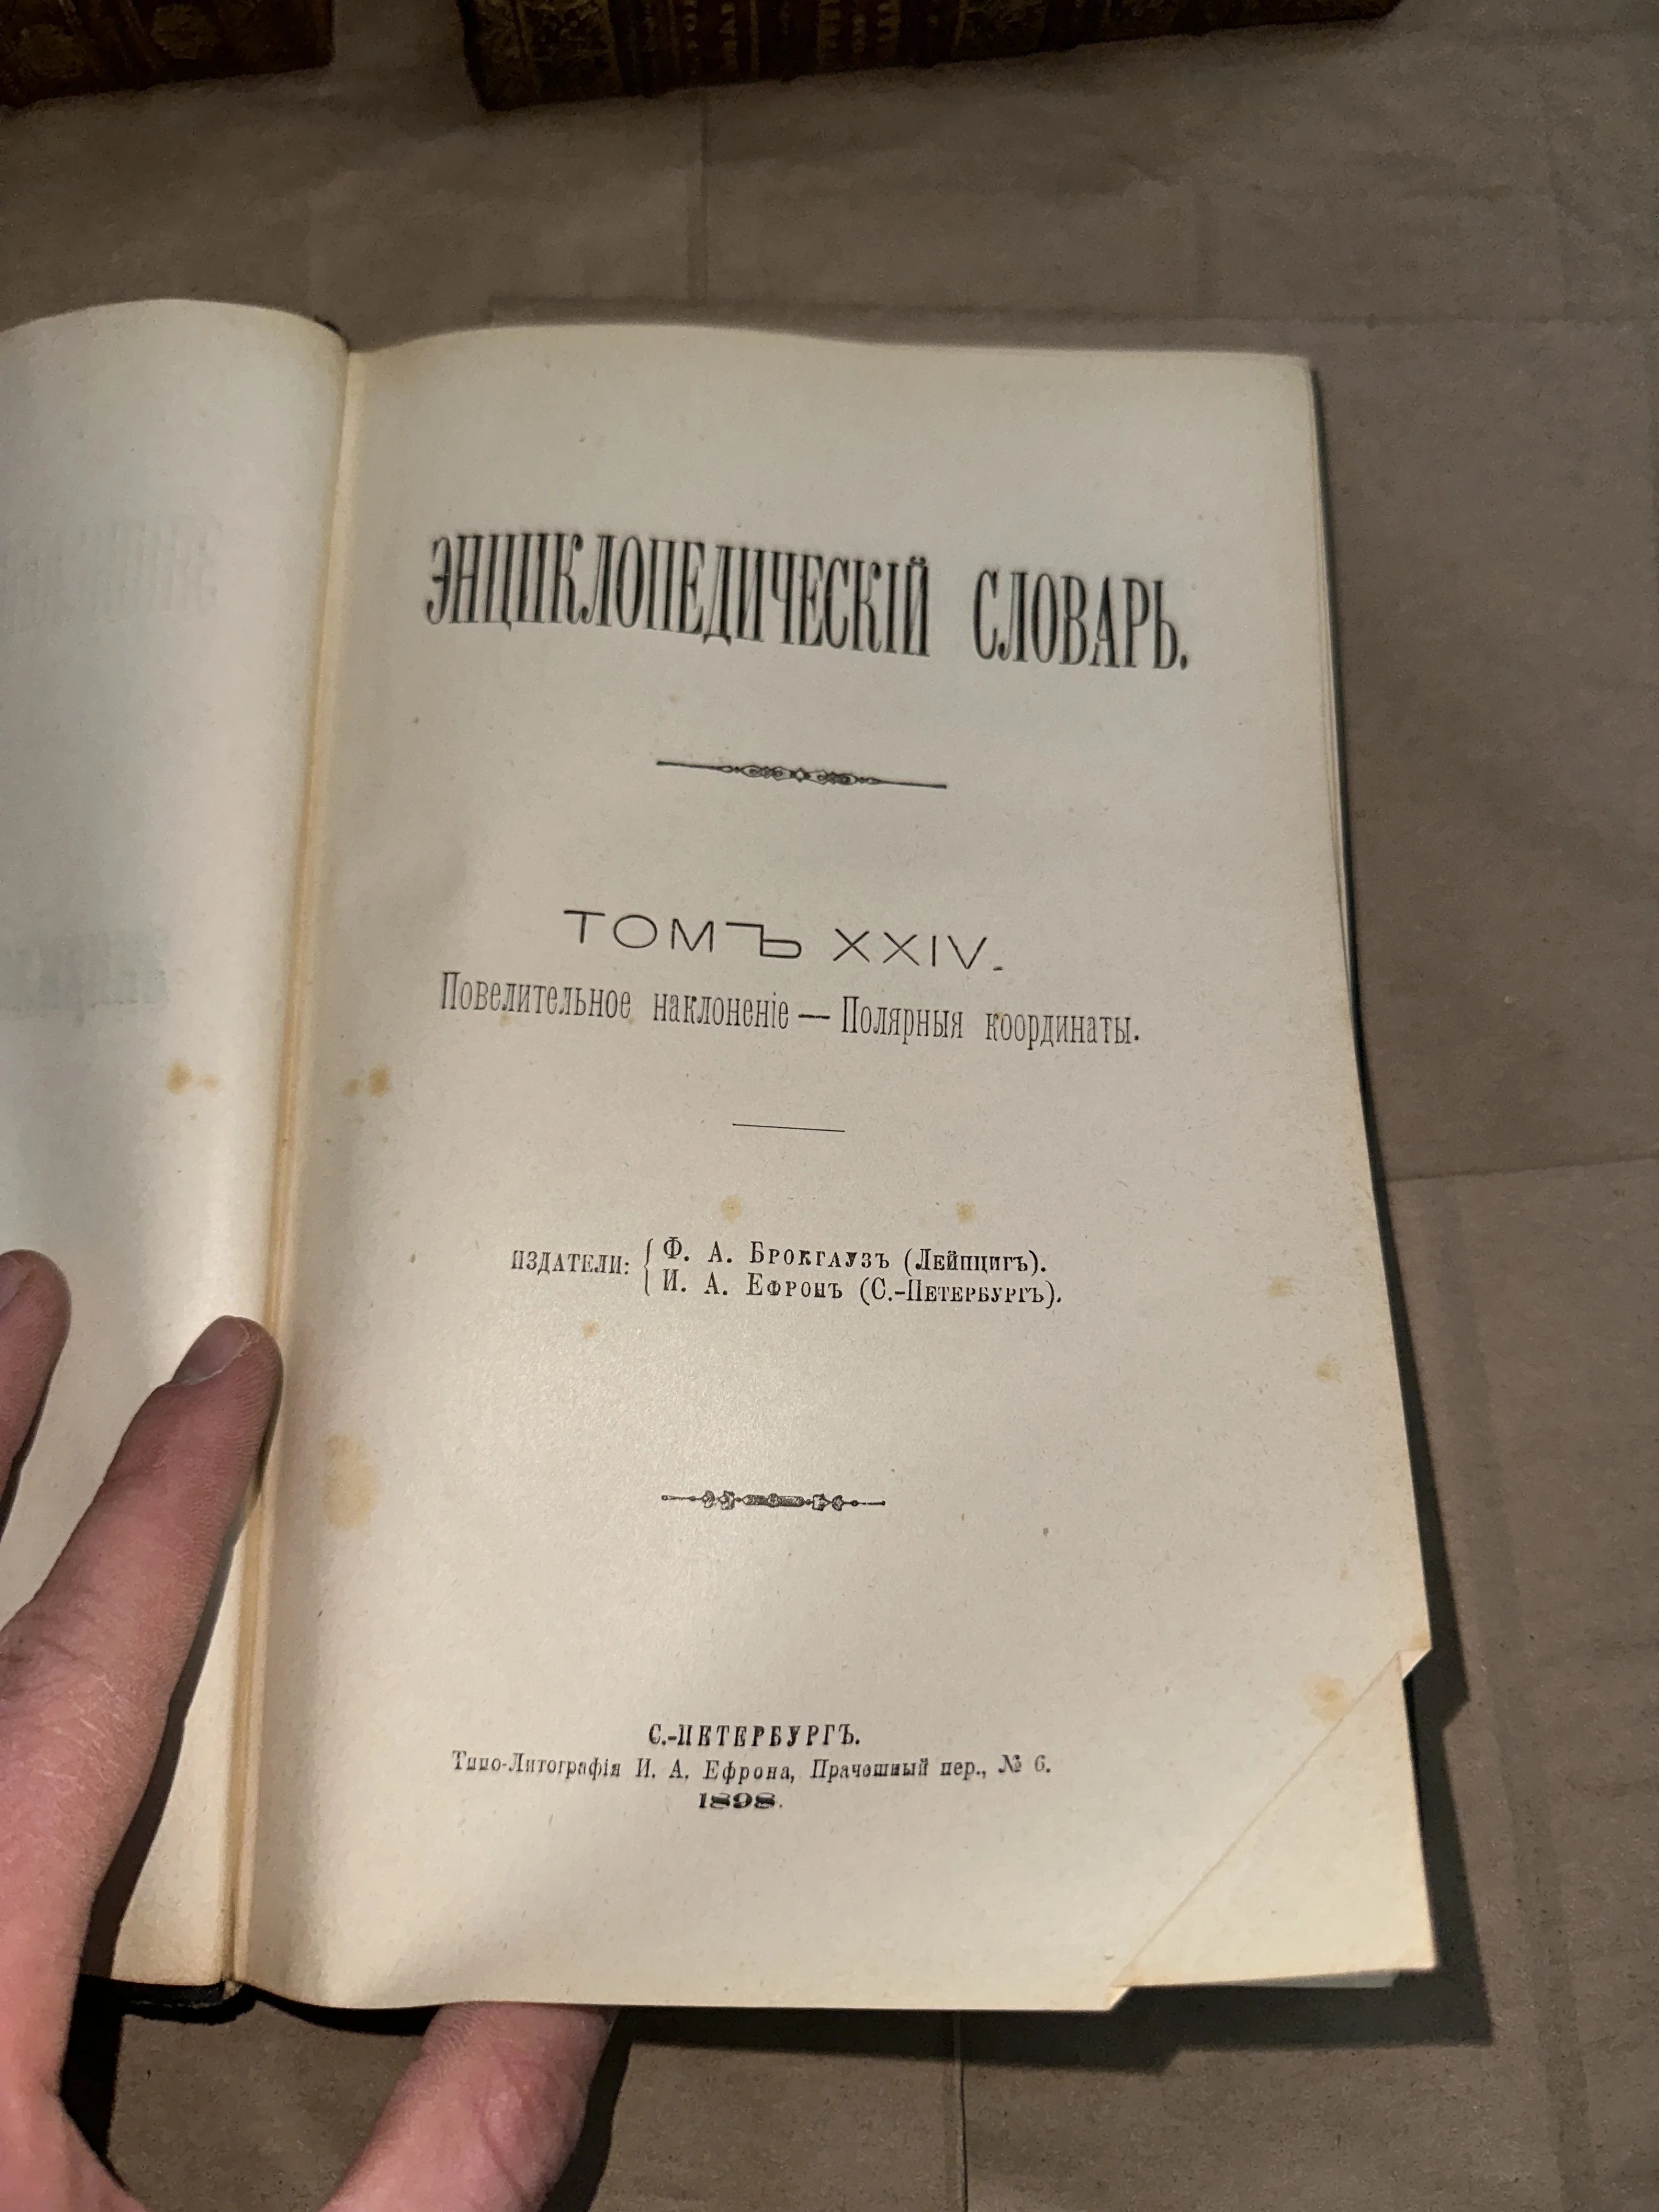 ЭНЦИКЛОПЕДИЧЕСКІЙ СЛОВАРЬ.
ТОМЪ XXIV.
Повелительное наклоненіе — Полярныя координаты.
ИЗДАТЕЛИ: { Ф. А. Брокгаузъ (Лейпцигъ).
И. А. Ефронъ (С.-Петербургъ).
С.-ПЕТЕРБУРГЪ.
Типо-Литографія И. А. Ефрона, Прачешный пер., № 6.
1898.